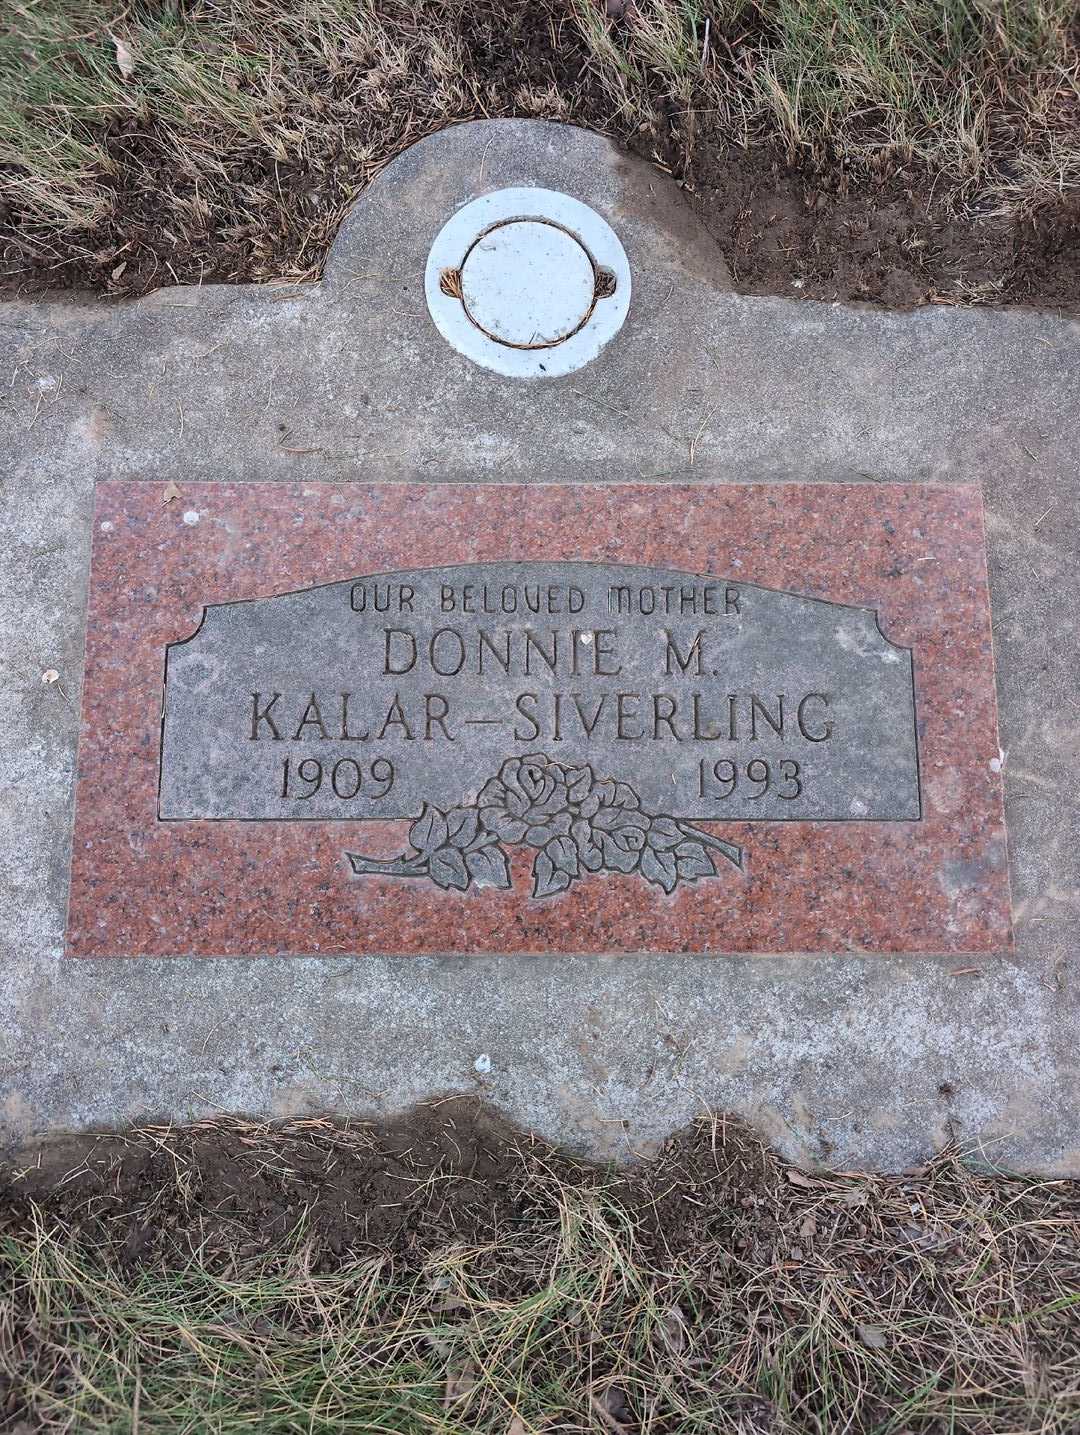 OUR BELOVED MOTHER
DONNIE M.
KALAR-SIVERLING
1909 1993